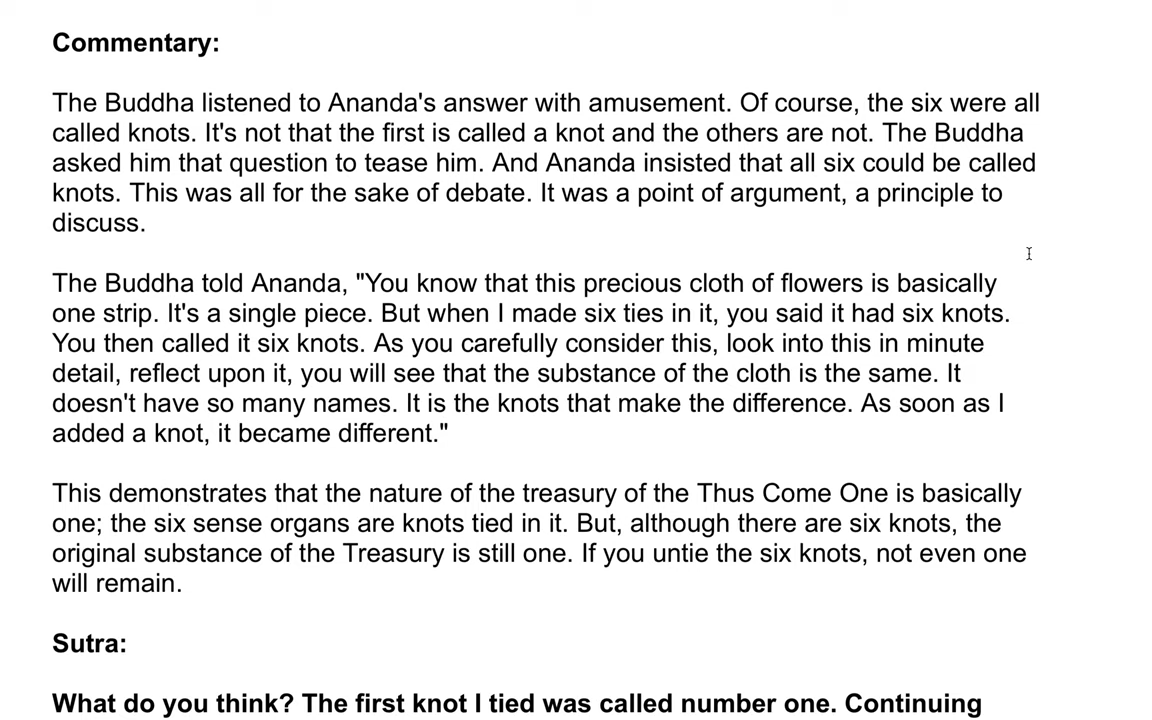 Commentary:
The Buddha listened to Ananda's answer with amusement. Of course, the six were all
called knots. It's not that the first is called a knot and the others are not. The Buddha
asked him that question to tease him. And Ananda insisted that all six could be called
knots. This was all for the sake of debate. It was a point of argument, a principle to
discuss.
The Buddha told Ananda, "You know that this precious cloth of flowers is basically
one strip. It's a single piece. But when I made six ties in it, you said it had six knots.
You then called it six knots. As you carefully consider this, look into this in minute
detail, reflect upon it, you will see that the substance of the cloth is the same. It
doesn't have so many names. It is the knots that make the difference. As soon as I
added a knot, it became different."
This demonstrates that the nature of the treasury of the Thus Come One is basically
one; the six sense organs are knots tied in it. But, although there are six knots, the
original substance of the Treasury is still one. If you untie the six knots, not even one
will remain.
Sutra:
What do you think? The first knot I tied was called number one. Continuing